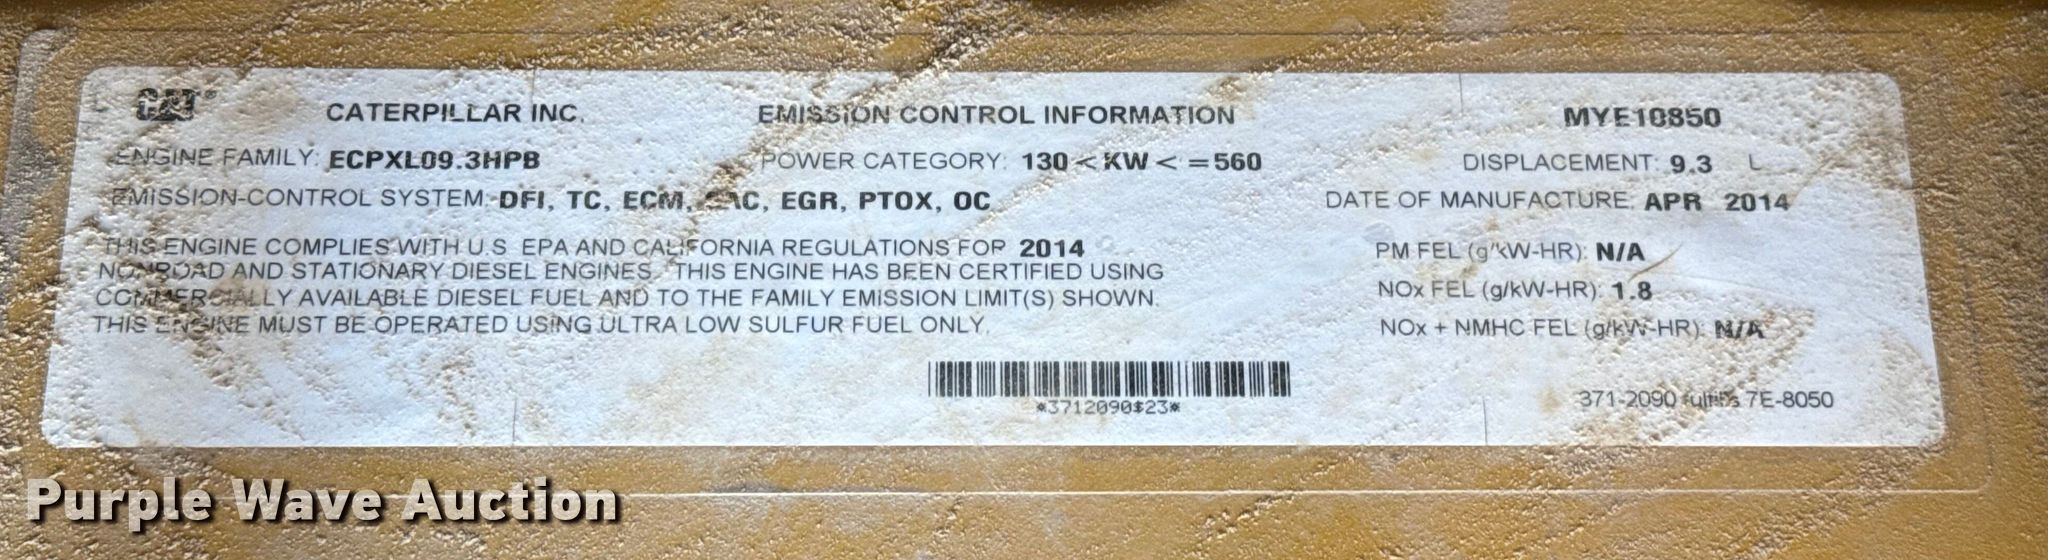 CAT® CATERPILLAR INC. EMISSION CONTROL INFORMATION MYE10850
ENGINE FAMILY: ECPXL09.3HPB POWER CATEGORY: 130 < KW < = 560 DISPLACEMENT: 9.3 L
EMISSION-CONTROL SYSTEM: DFI, TC, ECM, EGR, PTOX, OC DATE OF MANUFACTURE: APR 2014
THIS ENGINE COMPLIES WITH U.S. EPA AND CALIFORNIA REGULATIONS FOR 2014
NONROAD AND STATIONARY DIESEL ENGINES. THIS ENGINE HAS BEEN CERTIFIED USING
COMMERCIALLY AVAILABLE DIESEL FUEL AND TO THE FAMILY EMISSION LIMIT(S) SHOWN.
THIS ENGINE MUST BE OPERATED USING ULTRA LOW SULFUR FUEL ONLY.
PM FEL (g/kW-HR): N/A
NOx FEL (g/kW-HR): 1.8
NOx + NMHC FEL (g/kW-HR): N/A
*3712090$23*
371-2090 7E-8050
Purple Wave Auction